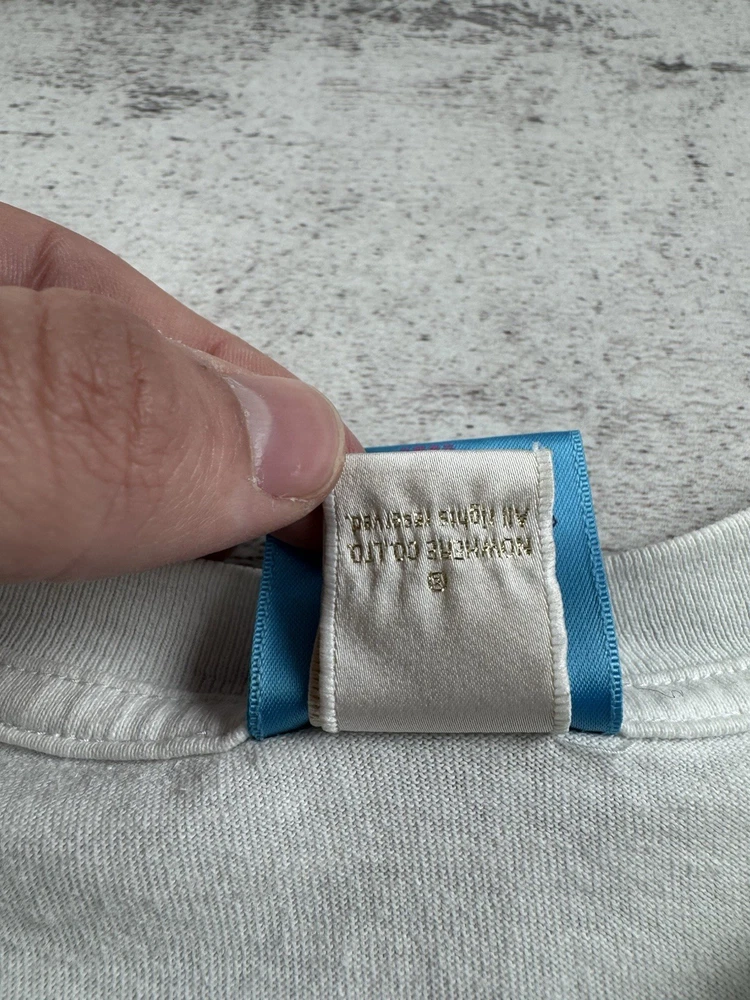 ©
NOWHERE CO.,LTD.
All rights reserved.